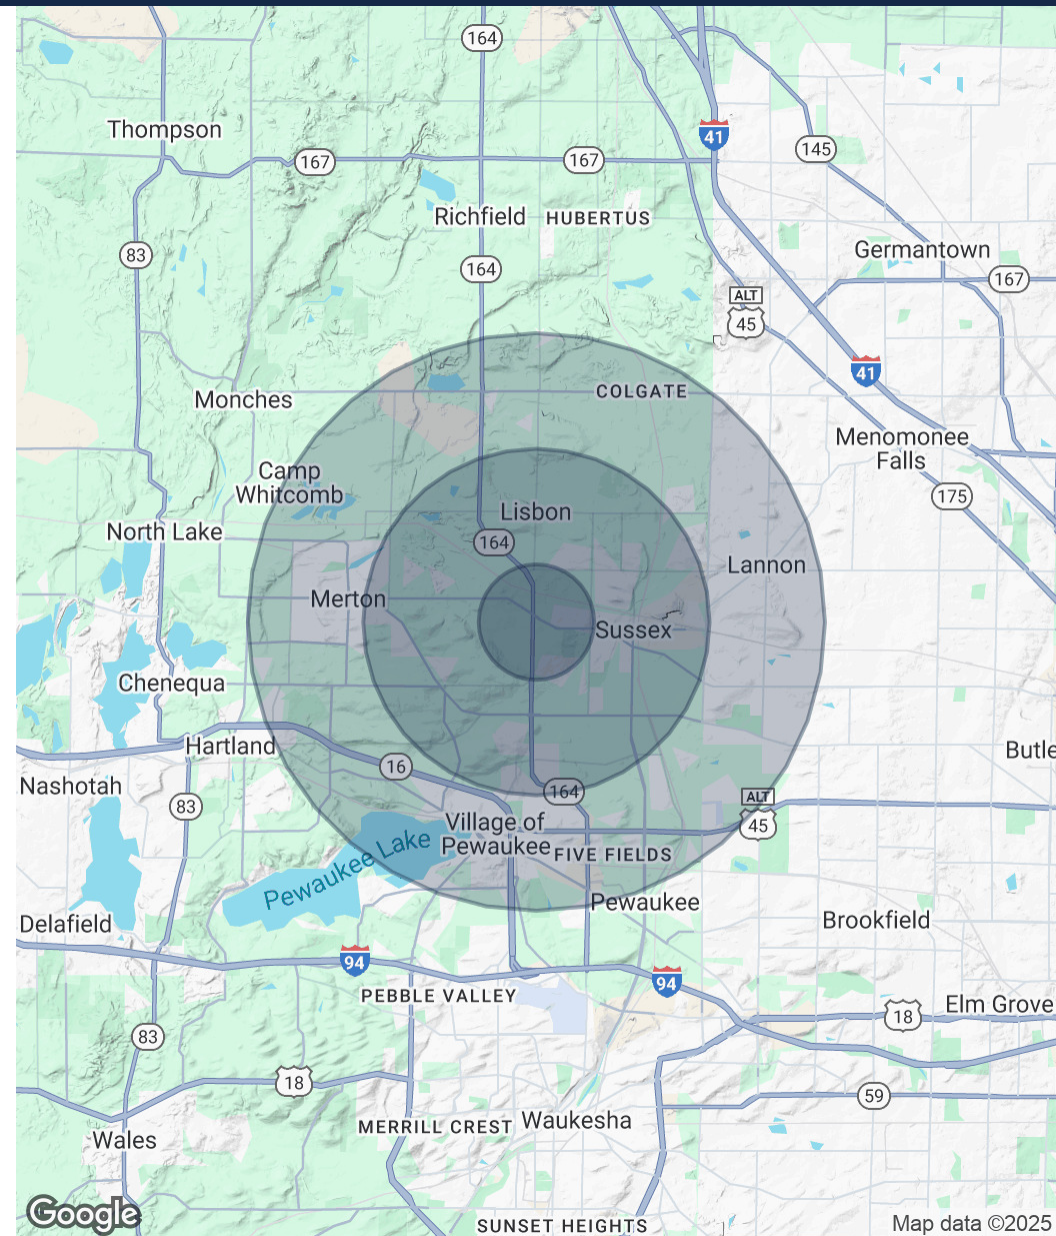 164
Thompson
41
145
167
167
Richfield
HUBERTUS
83
Germantown
164
167
ALT
45
41
COLGATE
Monches
Menomonee
Falls
Camp
Whitcomb
175
Lisbon
North Lake
164
Lannon
Merton
Sussex
Chenequa
Hartland
16
Butle
Nashotah
164
83
ALT
45
Village of
Pewaukee
FIVE FIELDS
Pewaukee Lake
Pewaukee
Delafield
Brookfield
94
94
PEBBLE VALLEY
Elm Grove
18
83
18
59
MERRILL CREST
Waukesha
Wales
Google
SUNSET HEIGHTS
Map data ©2025